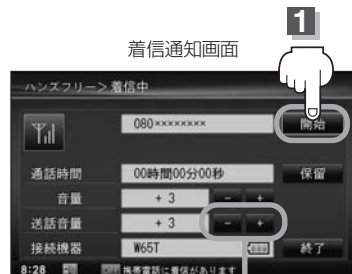 1
着信通知画面
ハンズフリー＞着信中
080×××××××× 開始
通話時間 00時間00分00秒 保留
音量 +3 - +
送話音量 +3 - +
接続機器 W65T 終了
8:28 携帯電話に着信があります